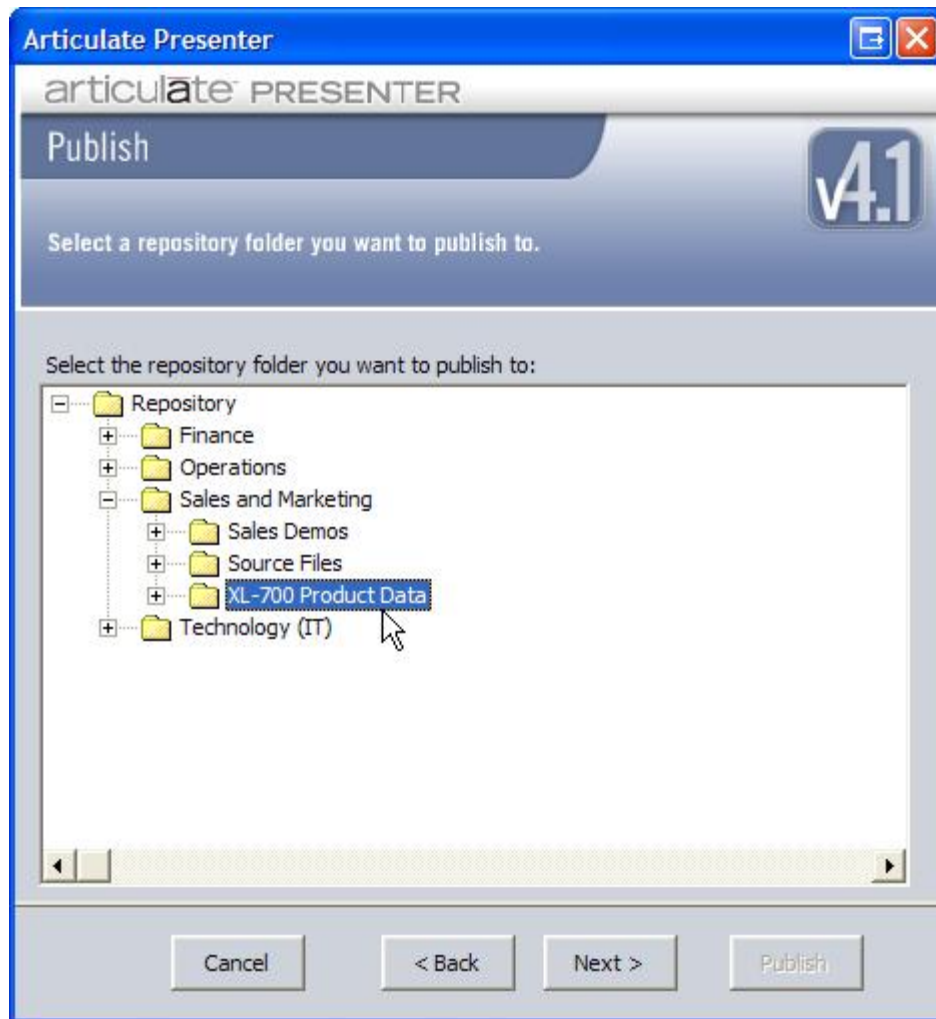 Articulate Presenter
articulate PRESENTER
Publish
v4.1
Select a repository folder you want to publish to.
Select the repository folder you want to publish to:
Repository
Finance
Operations
Sales and Marketing
Sales Demos
Source Files
XL-700 Product Data
Technology (IT)
Cancel
< Back
Next >
Publish